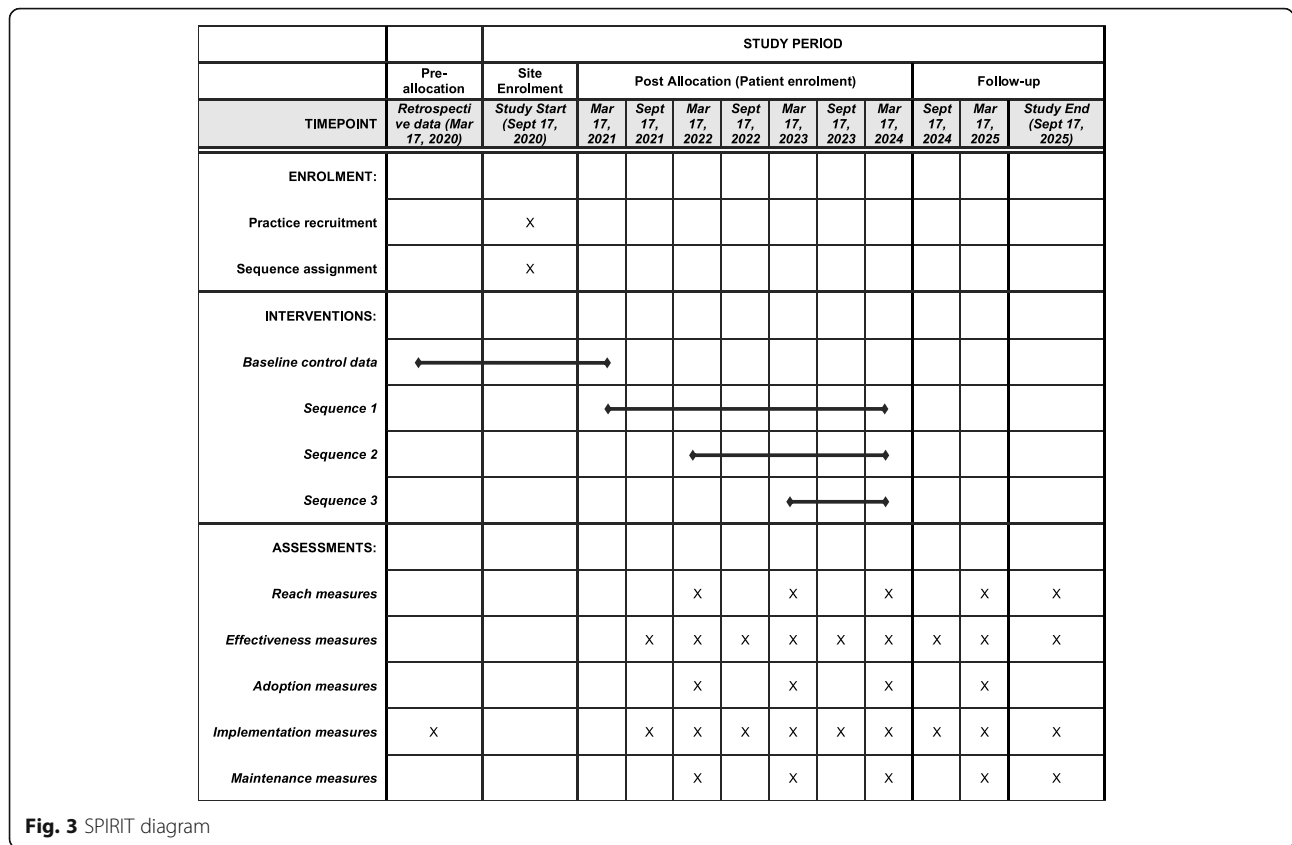 STUDY PERIOD
Pre-
allocation
Site
Enrolment
Post Allocation (Patient enrolment)
Follow-up
TIMEPOINT
Retrospecti
ve data (Mar
17, 2020)
Study Start
(Sept 17,
2020)
Mar
17,
2021
Sept
17,
2021
Mar
17,
2022
Sept
17,
2022
Mar
17,
2023
Sept
17,
2023
Mar
17,
2024
Sept
17,
2024
Mar
17,
2025
Study End
(Sept 17,
2025)
ENROLMENT:
Practice recruitment X
Sequence assignment X
INTERVENTIONS:
Baseline control data
Sequence 1
Sequence 2
Sequence 3
ASSESSMENTS:
Reach measures X X X X X
Effectiveness measures X X X X X X X X X
Adoption measures X X X X
Implementation measures X X X X X X X X X X
Maintenance measures X X X X X
Fig. 3 SPIRIT diagram